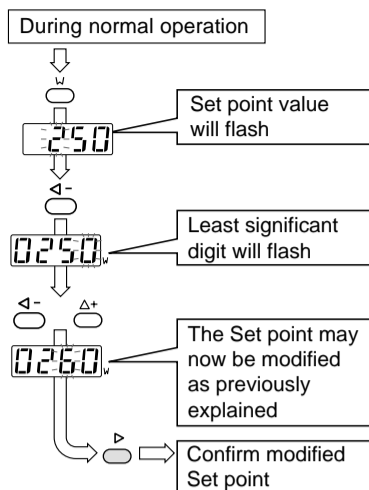 During normal operation
W
250
Set point value
will flash
◁ -
0250 W
Least significant
digit will flash
◁ - △ +
0260 W
The Set point may
now be modified
as previously
explained
▷
Confirm modified
Set point